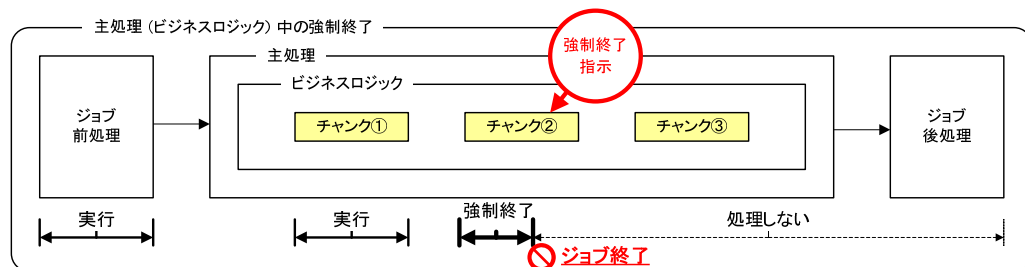 主処理(ビジネスロジック)中の強制終了
主処理
強制終了
指示
ビジネスロジック
ジョブ
前処理
チャンク①
チャンク②
チャンク③
ジョブ
後処理
実行
実行
強制終了
処理しない
ジョブ終了